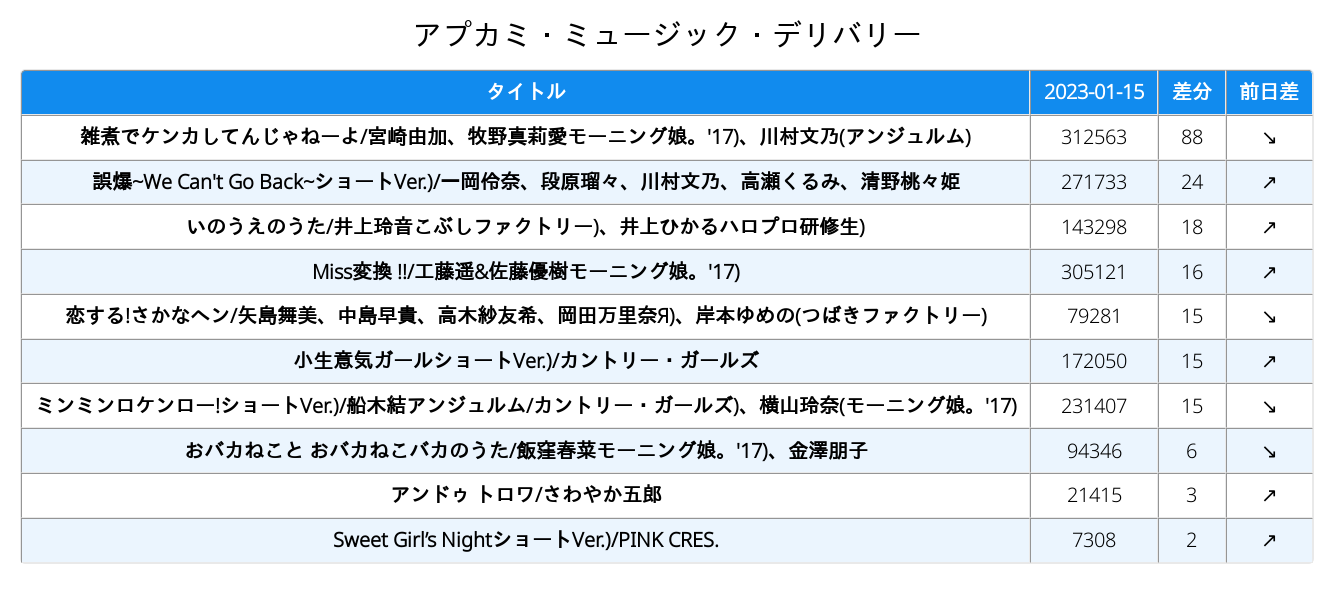 アプカミ・ミュージック・デリバリー
タイトル 2023-01-15 差分 前日差
雑煮でケンカしてんじゃねーよ/宮崎由加、牧野真莉愛モーニング娘。'17)、川村文乃(アンジュルム) 312563 88 ↘
誤爆~We Can't Go Back~ショートVer.)/一岡伶奈、段原瑠々、川村文乃、高瀬くるみ、清野桃々姫 271733 24 ↗
いのうえのうた/井上玲音こぶしファクトリー)、井上ひかるハロプロ研修生) 143298 18 ↗
Miss変換 !!/工藤遥&佐藤優樹モーニング娘。'17) 305121 16 ↗
恋する!さかなヘン/矢島舞美、中島早貴、高木紗友希、岡田万里奈Я)、岸本ゆめの(つばきファクトリー) 79281 15 ↘
小生意気ガールショートVer.)/カントリー・ガールズ 172050 15 ↗
ミンミンロケンロー!ショートVer.)/船木結アンジュルム/カントリー・ガールズ)、横山玲奈(モーニング娘。'17) 231407 15 ↘
おバカねこと おバカねこバカのうた/飯窪春菜モーニング娘。'17)、金澤朋子 94346 6 ↘
アンドゥ トロワ/さわやか五郎 21415 3 ↗
Sweet Girl’s NightショートVer.)/PINK CRES. 7308 2 ↗